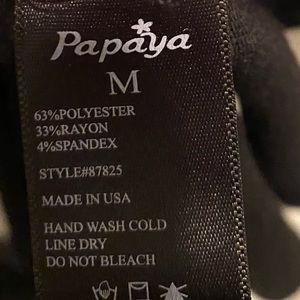 Papaya
M
63%POLYESTER
33%RAYON
4%SPANDEX
STYLE#87825
MADE IN USA
HAND WASH COLD
LINE DRY
DO NOT BLEACH